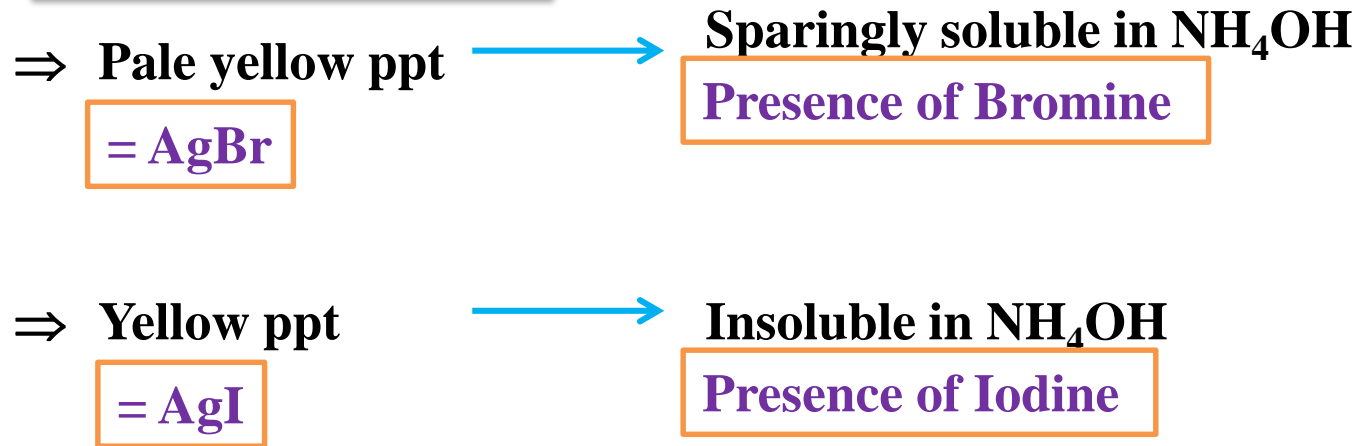 ⇒ Pale yellow ppt → Sparingly soluble in NH₄OH
= AgBr Presence of Bromine
⇒ Yellow ppt → Insoluble in NH₄OH
= AgI Presence of Iodine